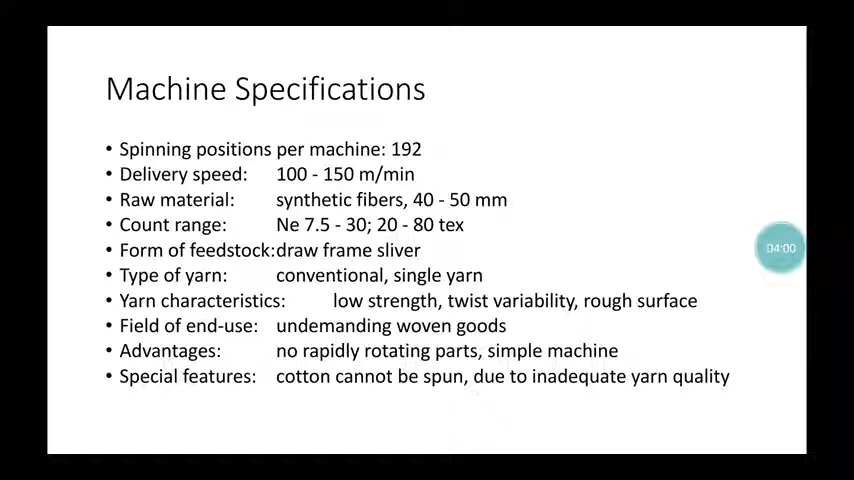 Machine Specifications
• Spinning positions per machine: 192
• Delivery speed: 100 - 150 m/min
• Raw material: synthetic fibers, 40 - 50 mm
• Count range: Ne 7.5 - 30; 20 - 80 tex
• Form of feedstock: draw frame sliver
• Type of yarn: conventional, single yarn
• Yarn characteristics: low strength, twist variability, rough surface
• Field of end-use: undemanding woven goods
• Advantages: no rapidly rotating parts, simple machine
• Special features: cotton cannot be spun, due to inadequate yarn quality
04:00